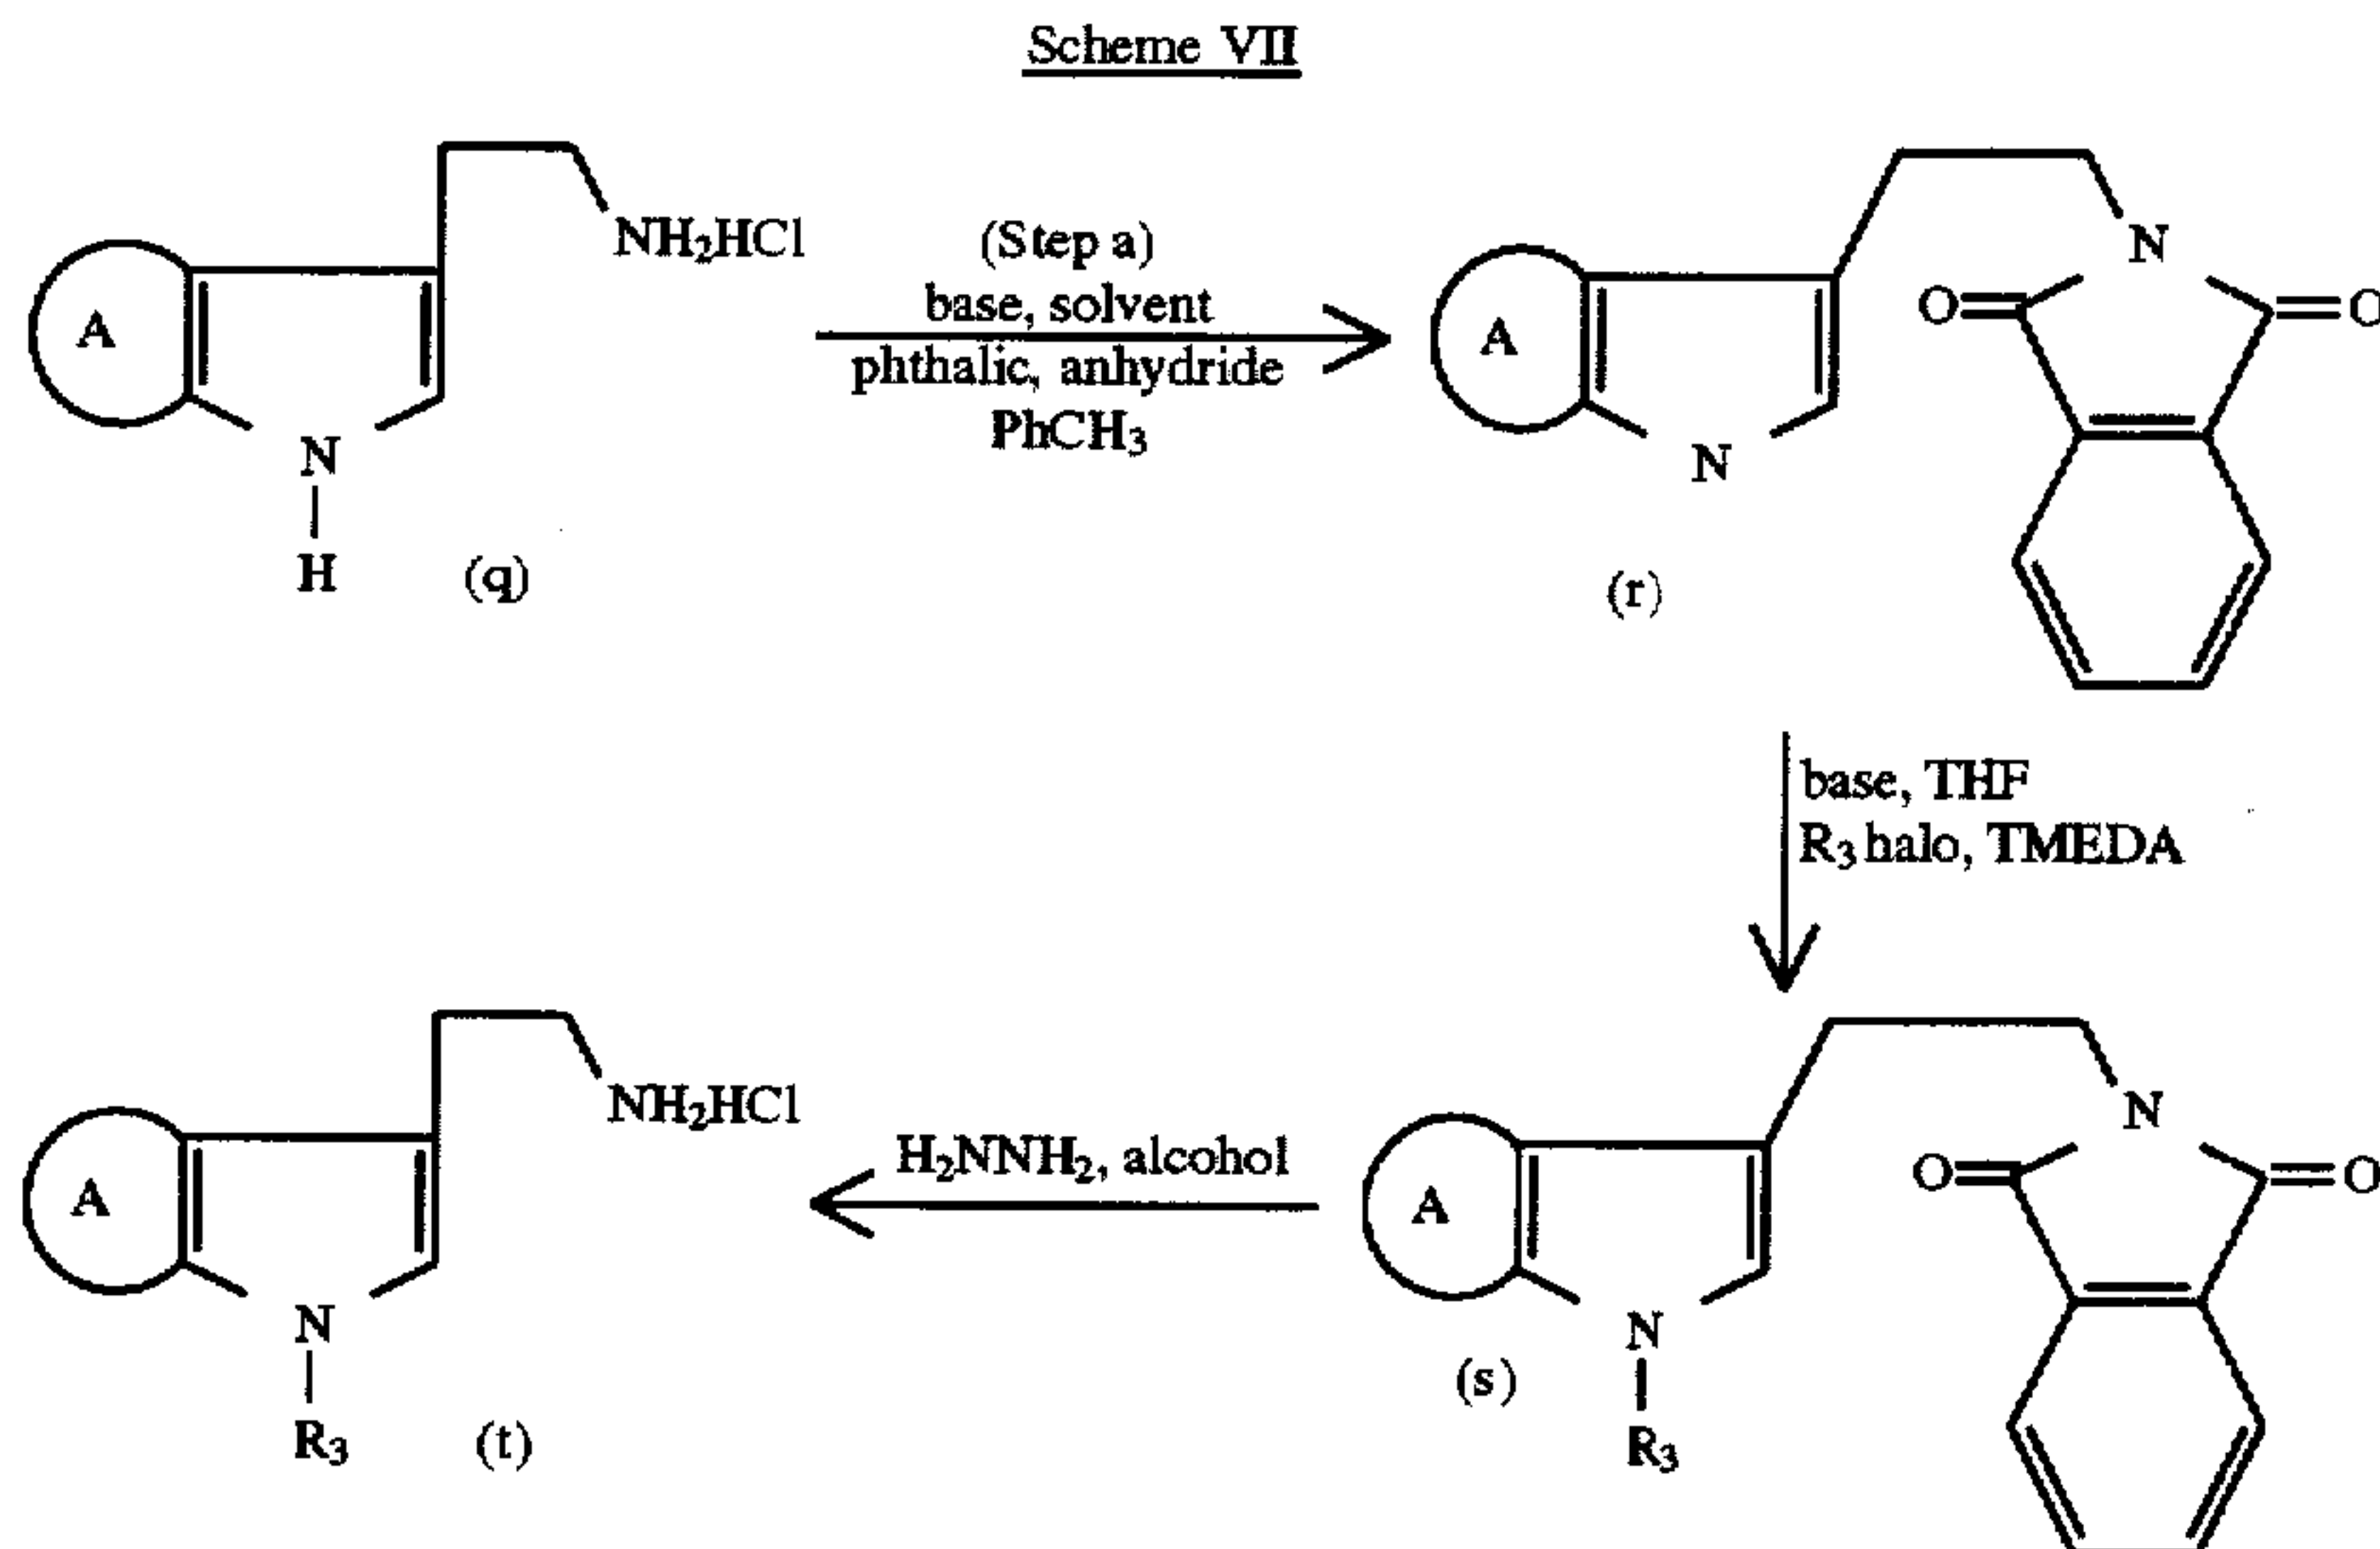 Scheme VII
NH₂HCl
A
N
H
(q)
(Step a)
base, solvent
phthalic, anhydride
PhCH₃
N
O
O
A
N
(r)
base, THF
R₃ halo, TMEDA
NH₂HCl
A
N
R₃
(t)
H₂NNH₂, alcohol
N
O
O
A
N
R₃
(s)